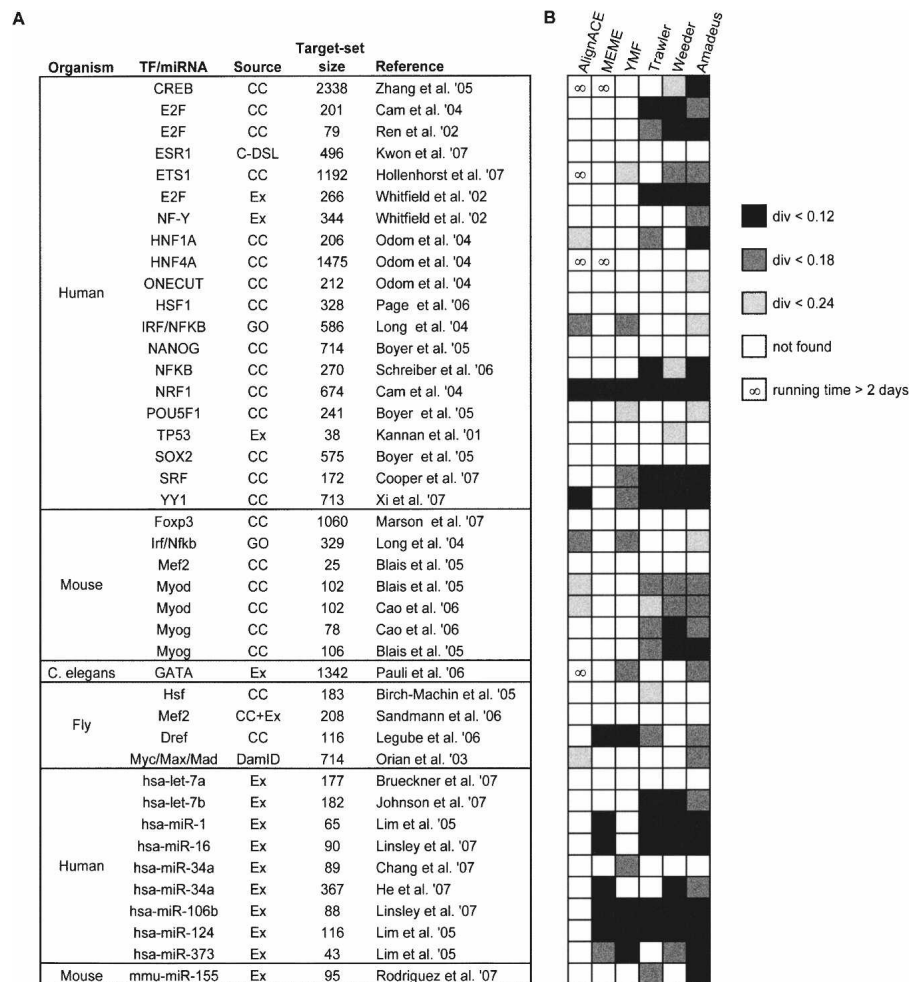 A
B
Organism TF/miRNA Source Target-set size Reference
AlignACE MEME YMF Trawler Weeder Amadeus
Human
CREB CC 2338 Zhang et al. '05 ∞ ∞
E2F CC 201 Cam et al. '04
E2F CC 79 Ren et al. '02
ESR1 C-DSL 496 Kwon et al. '07
ETS1 CC 1192 Hollenhorst et al. '07 ∞
E2F Ex 266 Whitfield et al. '02
NF-Y Ex 344 Whitfield et al. '02
HNF1A CC 206 Odom et al. '04
HNF4A CC 1475 Odom et al. '04 ∞ ∞
ONECUT CC 212 Odom et al. '04
HSF1 CC 328 Page et al. '06
IRF/NFKB GO 586 Long et al. '04
NANOG CC 714 Boyer et al. '05
NFKB CC 270 Schreiber et al. '06
NRF1 CC 674 Cam et al. '04
POU5F1 CC 241 Boyer et al. '05
TP53 Ex 38 Kannan et al. '01
SOX2 CC 575 Boyer et al. '05
SRF CC 172 Cooper et al. '07
YY1 CC 713 Xi et al. '07
Mouse
Foxp3 CC 1060 Marson et al. '07
Irf/Nfkb GO 329 Long et al. '04
Mef2 CC 25 Blais et al. '05
Myod CC 102 Blais et al. '05
Myod CC 102 Cao et al. '06
Myog CC 78 Cao et al. '06
Myog CC 106 Blais et al. '05
C. elegans GATA Ex 1342 Pauli et al. '06 ∞
Fly
Hsf CC 183 Birch-Machin et al. '05
Mef2 CC+Ex 208 Sandmann et al. '06
Dref CC 116 Legube et al. '06
Myc/Max/Mad DamID 714 Orian et al. '03
Human
hsa-let-7a Ex 177 Brueckner et al. '07
hsa-let-7b Ex 182 Johnson et al. '07
hsa-miR-1 Ex 65 Lim et al. '05
hsa-miR-16 Ex 90 Linsley et al. '07
hsa-miR-34a Ex 89 Chang et al. '07
hsa-miR-34a Ex 367 He et al. '07
hsa-miR-106b Ex 88 Linsley et al. '07
hsa-miR-124 Ex 116 Lim et al. '05
hsa-miR-373 Ex 43 Lim et al. '05
Mouse mmu-miR-155 Ex 95 Rodriguez et al. '07
div < 0.12
div < 0.18
div < 0.24
not found
∞ running time > 2 days